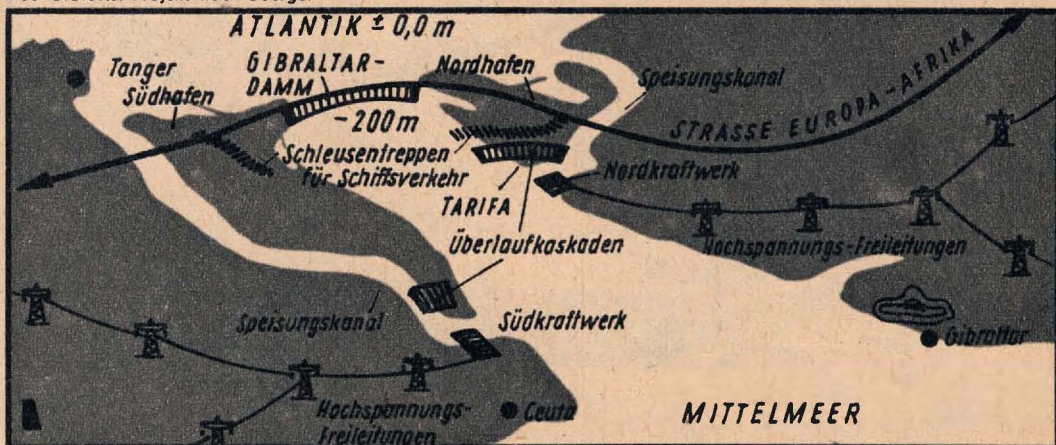 ATLANTIK ± 0,0 m
Tanger
Südhafen
GIBRALTAR-
DAMM
-200 m
Nordhafen
Speisungskanal
STRASSE EUROPA-AFRIKA
Schleusentreppen
für Schiffsverkehr
Nordkraftwerk
TARIFA
Überlaufkaskaden
Hochspannungs-Freileitungen
Speisungskanal
Südkraftwerk
Gibraltar
Hochspannungs-
Freileitungen
Ceuta
MITTELMEER